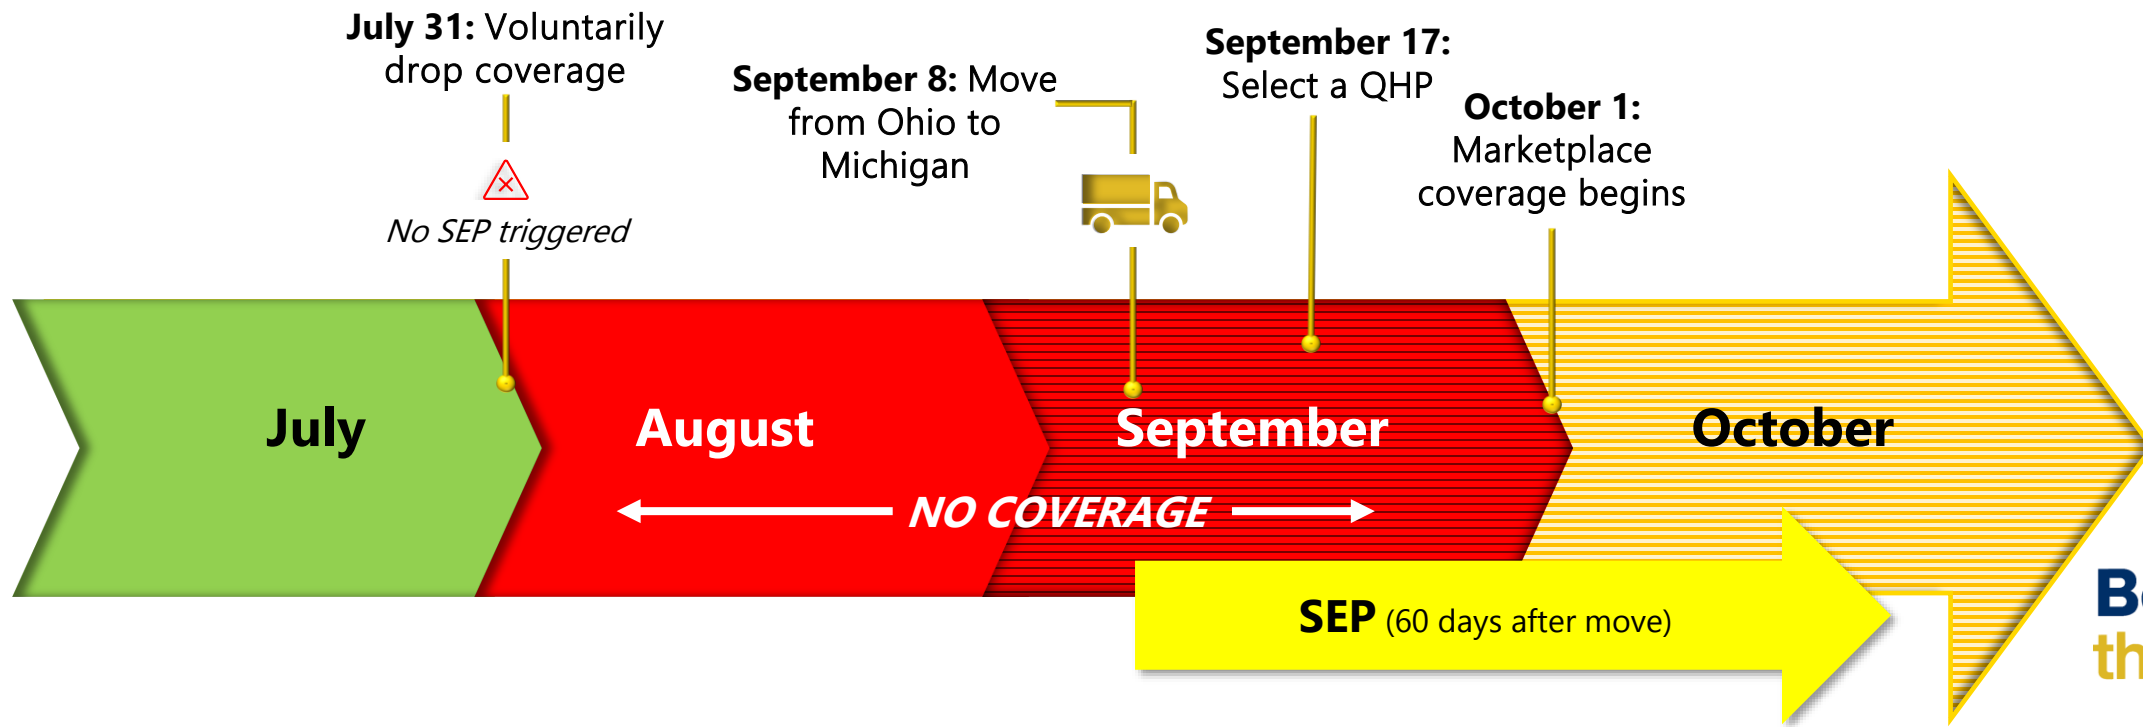 July 31: Voluntarily
drop coverage
No SEP triggered
September 8: Move
from Ohio to
Michigan
September 17:
Select a QHP
October 1:
Marketplace
coverage begins
July
August
September
October
NO COVERAGE
SEP (60 days after move)